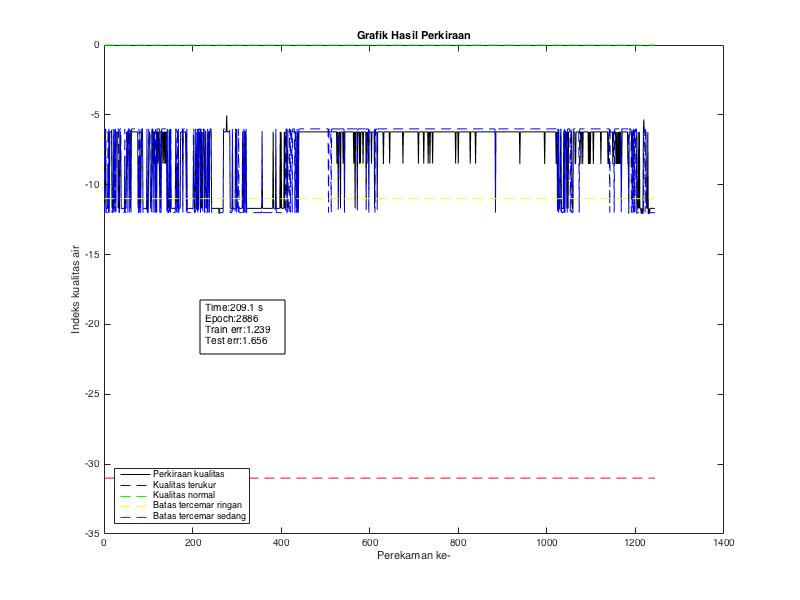 Grafik Hasil Perkiraan
0
-5
-10
-15
-20
-25
-30
-35
Indeks kualitas air
Time:209.1 s
Epoch:2886
Train err:1.239
Test err:1.656
Perkiraan kualitas
Kualitas terukur
Kualitas normal
Batas tercemar ringan
Batas tercemar sedang
0 200 400 600 800 1000 1200 1400
Perekaman ke-